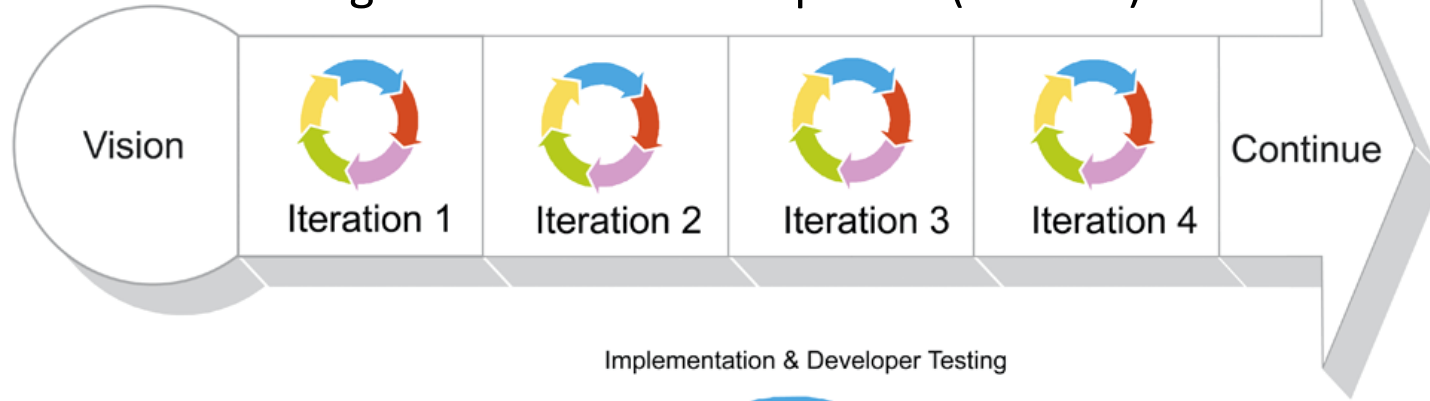 Vision
Iteration 1
Iteration 2
Iteration 3
Iteration 4
Continue
Implementation & Developer Testing